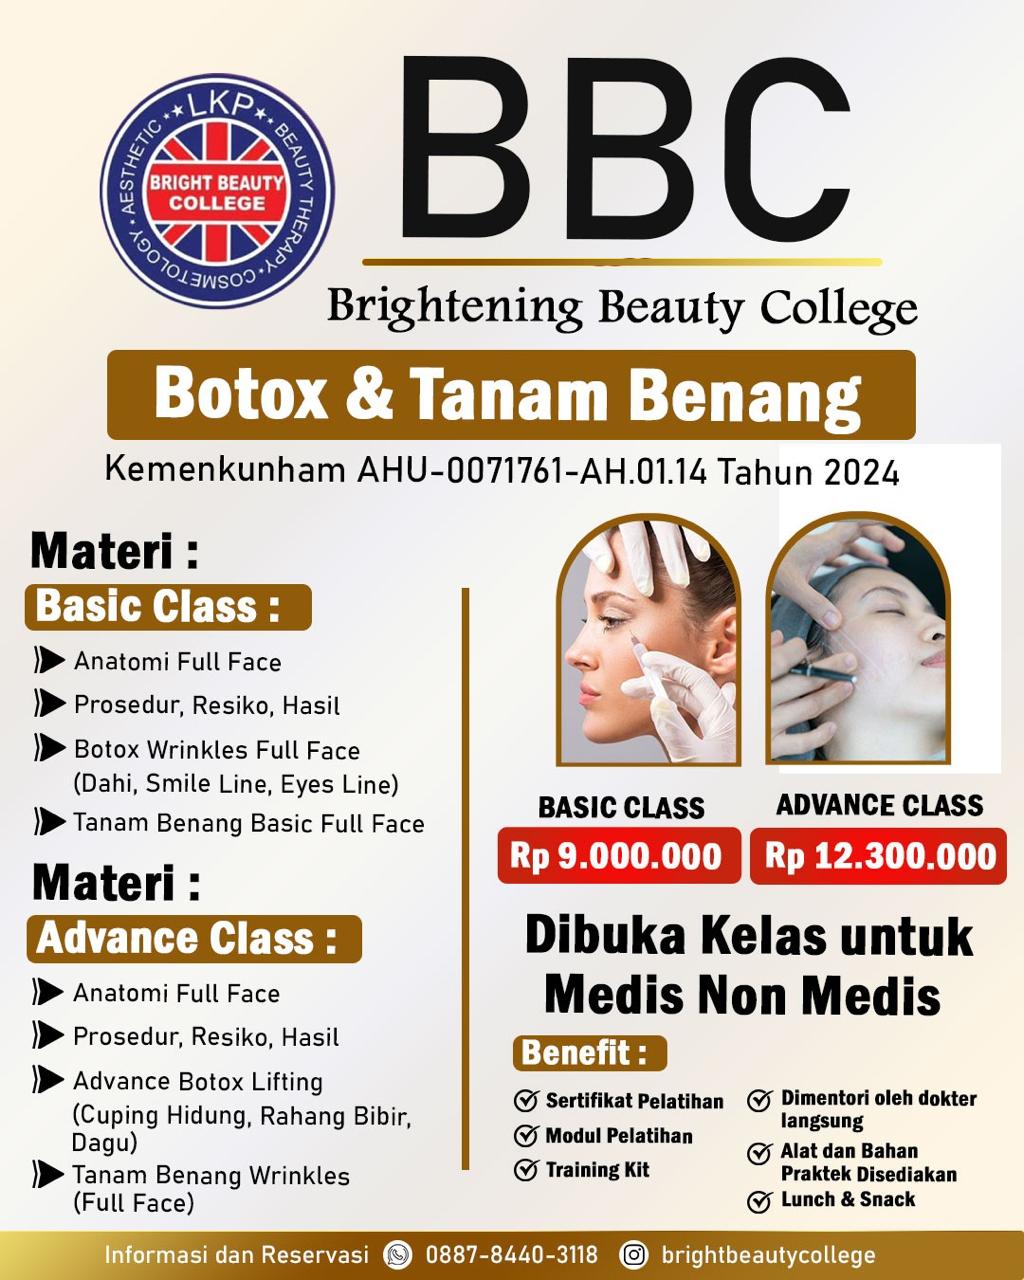 LKP
AESTHETIC
BEAUTY THERAPY
COSMETOLOGY
BRIGHT BEAUTY
COLLEGE
BBC
Brightening Beauty College
Botox & Tanam Benang
Kemenkunham AHU-0071761-AH.01.14 Tahun 2024
Materi :
Basic Class :
Anatomi Full Face
Prosedur, Resiko, Hasil
Botox Wrinkles Full Face
(Dahi, Smile Line, Eyes Line)
Tanam Benang Basic Full Face
Materi :
Advance Class :
Anatomi Full Face
Prosedur, Resiko, Hasil
Advance Botox Lifting
(Cuping Hidung, Rahang Bibir,
Dagu)
Tanam Benang Wrinkles
(Full Face)
BASIC CLASS
Rp 9.000.000
ADVANCE CLASS
Rp 12.300.000
Dibuka Kelas untuk
Medis Non Medis
Benefit :
Sertifikat Pelatihan
Modul Pelatihan
Training Kit
Dimentori oleh dokter
langsung
Alat dan Bahan
Praktek Disediakan
Lunch & Snack
Informasi dan Reservasi 0887-8440-3118 brightbeautycollege